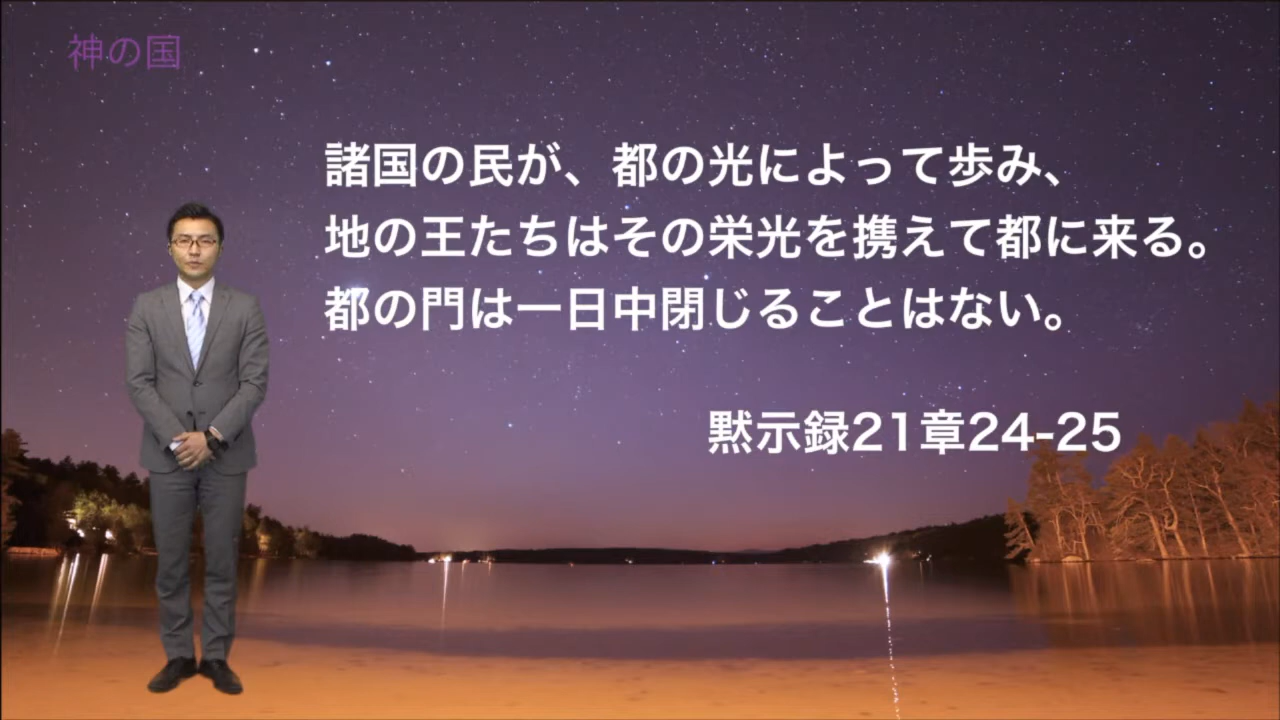 神の国
諸国の民が、都の光によって歩み、
地の王たちはその栄光を携えて都に来る。
都の門は一日中閉じることはない。
黙示録21章24-25